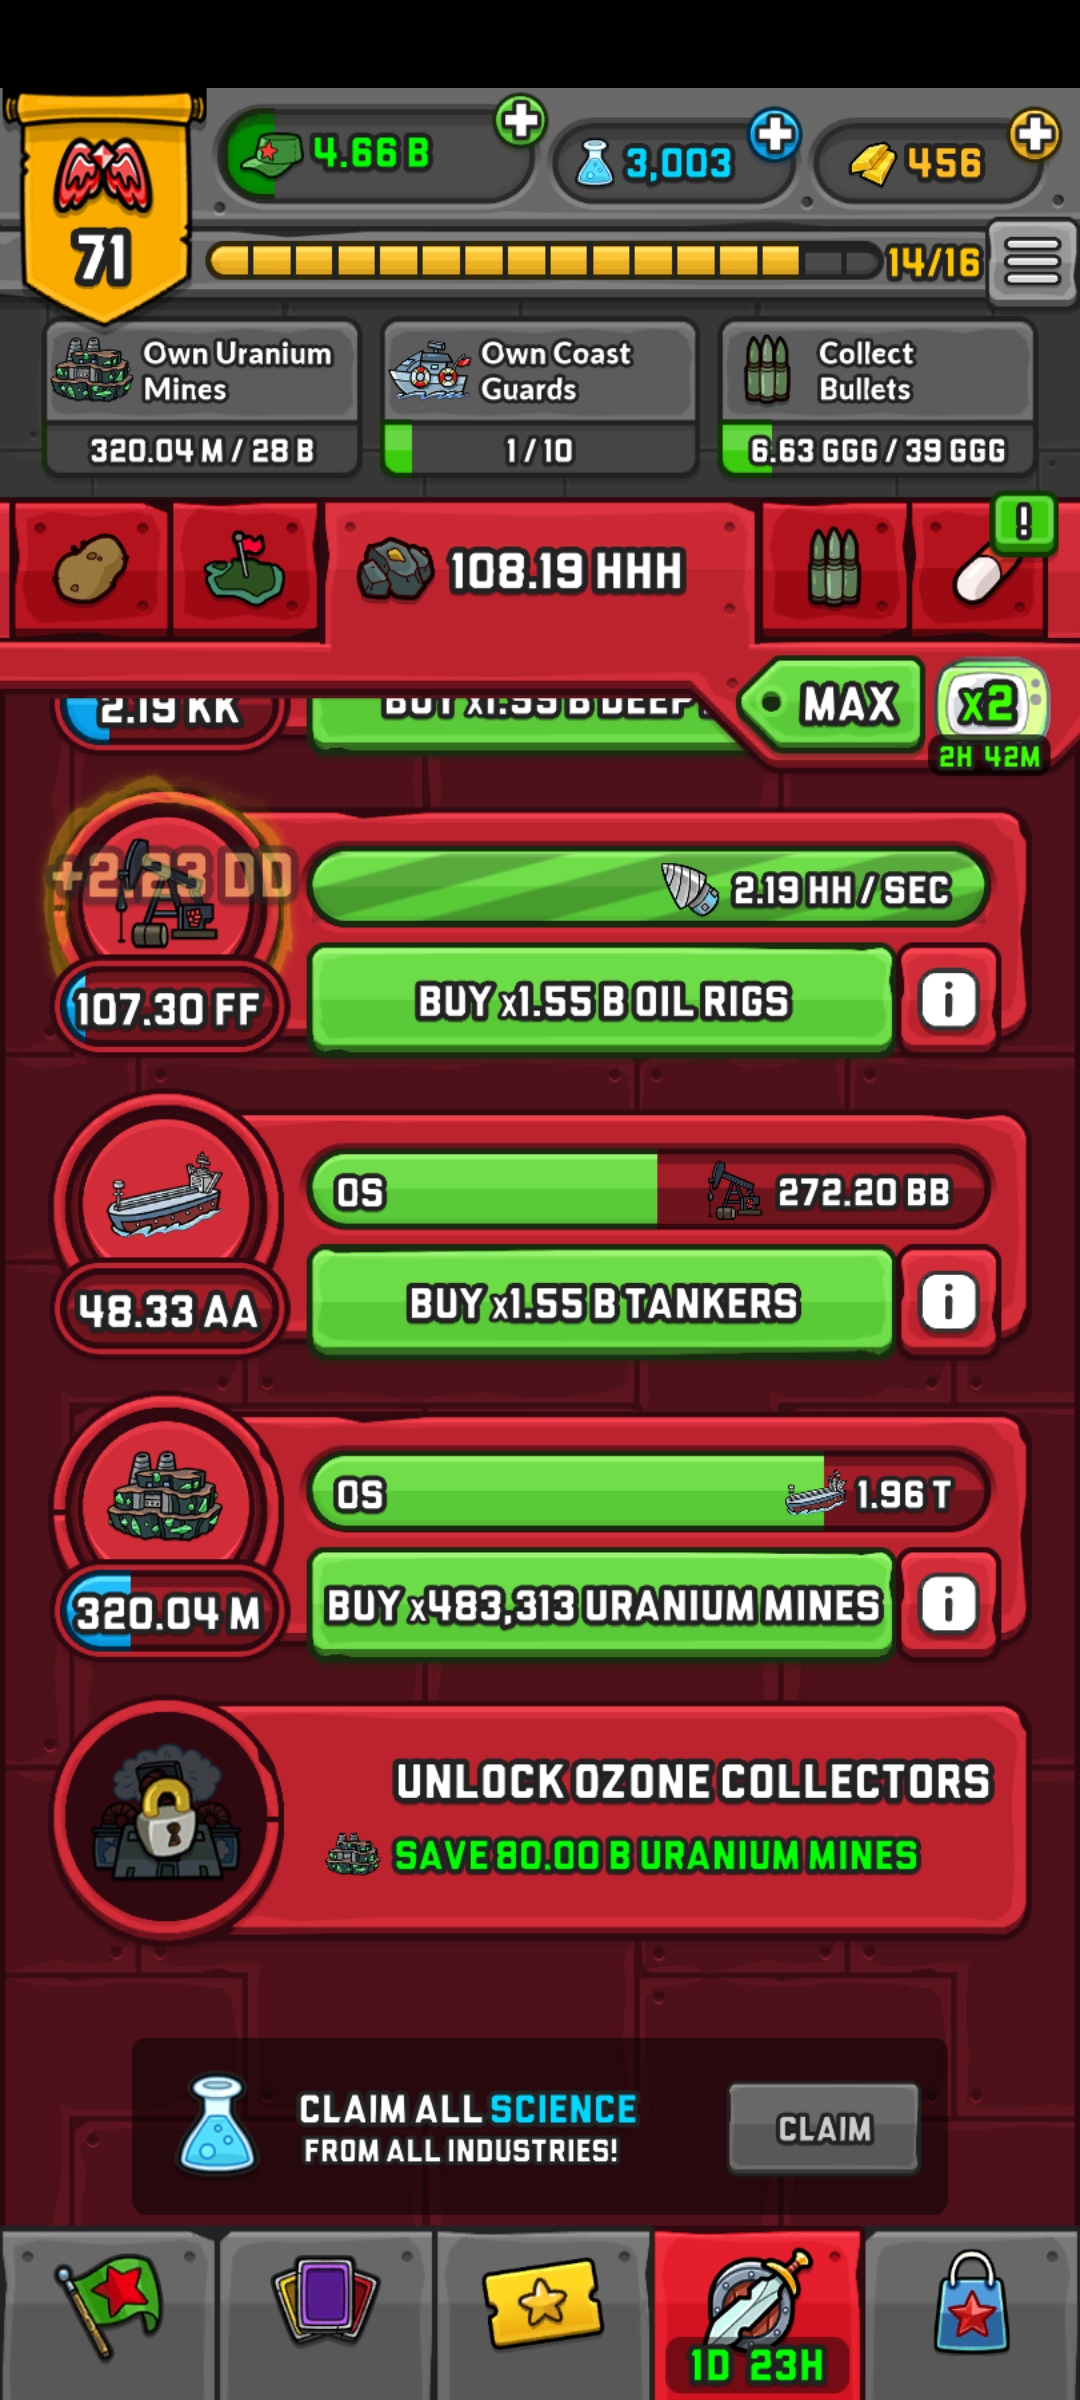 4.66 B
3,003
456
71
14/16
Own Uranium
Mines
320.04 M / 28 B
Own Coast
Guards
1 / 10
Collect
Bullets
6.63 GGG / 39 GGG
!
108.19 HHH
MAX
x2
2H 42M
2.19 KK
BUY x1.55 B DEEP
+2.23 DD
2.19 HH / SEC
107.30 FF
BUY x1.55 B OIL RIGS
i
0S
272.20 BB
48.33 AA
BUY x1.55 B TANKERS
i
0S
1.96 T
320.04 M
BUY x483,313 URANIUM MINES
i
UNLOCK OZONE COLLECTORS
SAVE 80.00 B URANIUM MINES
CLAIM ALL SCIENCE
FROM ALL INDUSTRIES!
CLAIM
1D 23H